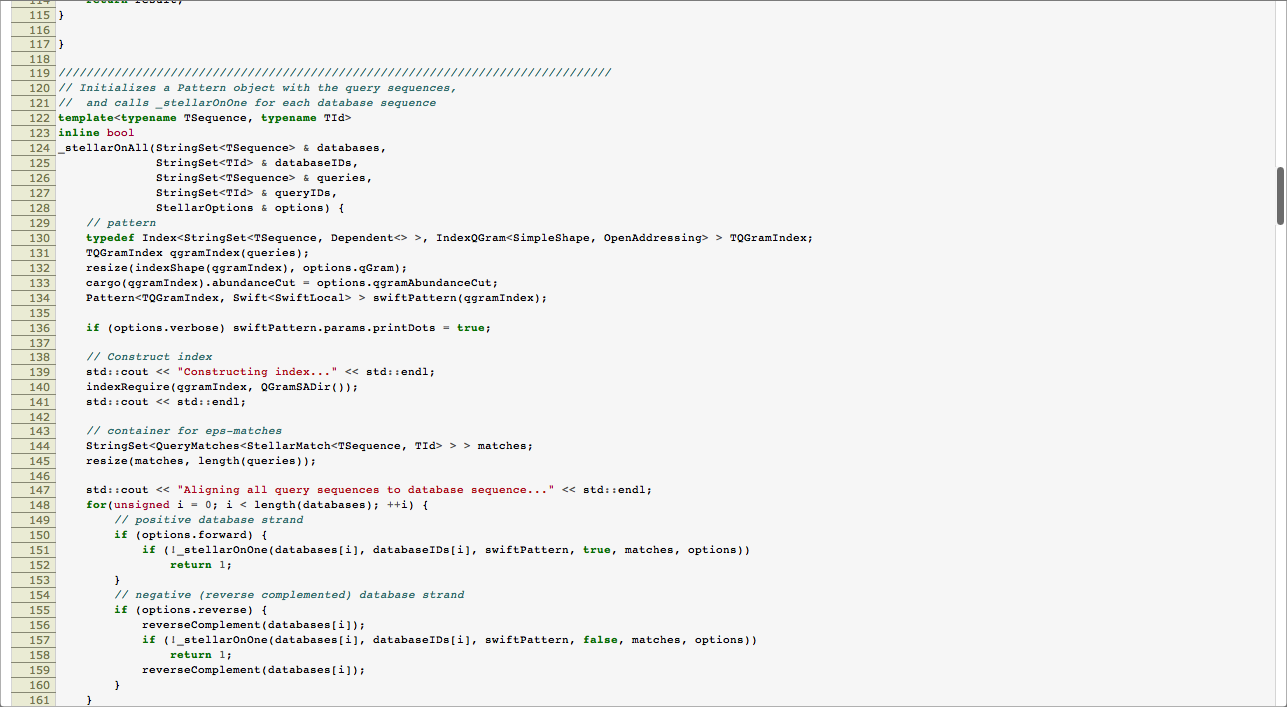 114     return result;
115 }
116
117 }
118
119 ///////////////////////////////////////////////////////////////////////////////
120 // Initializes a Pattern object with the query sequences,
121 //  and calls _stellarOnOne for each database sequence
122 template<typename TSequence, typename TId>
123 inline bool
124 _stellarOnAll(StringSet<TSequence> & databases,
125               StringSet<TId> & databaseIDs,
126               StringSet<TSequence> & queries,
127               StringSet<TId> & queryIDs,
128               StellarOptions & options) {
129     // pattern
130     typedef Index<StringSet<TSequence, Dependent<> >, IndexQGram<SimpleShape, OpenAddressing> > TQGramIndex;
131     TQGramIndex qgramIndex(queries);
132     resize(indexShape(qgramIndex), options.qGram);
133     cargo(qgramIndex).abundanceCut = options.qgramAbundanceCut;
134     Pattern<TQGramIndex, Swift<SwiftLocal> > swiftPattern(qgramIndex);
135
136     if (options.verbose) swiftPattern.params.printDots = true;
137
138     // Construct index
139     std::cout << "Constructing index..." << std::endl;
140     indexRequire(qgramIndex, QGramSADir());
141     std::cout << std::endl;
142
143     // container for eps-matches
144     StringSet<QueryMatches<StellarMatch<TSequence, TId> > > matches;
145     resize(matches, length(queries));
146
147     std::cout << "Aligning all query sequences to database sequence..." << std::endl;
148     for(unsigned i = 0; i < length(databases); ++i) {
149         // positive database strand
150         if (options.forward) {
151             if (!_stellarOnOne(databases[i], databaseIDs[i], swiftPattern, true, matches, options))
152                 return 1;
153         }
154         // negative (reverse complemented) database strand
155         if (options.reverse) {
156             reverseComplement(databases[i]);
157             if (!_stellarOnOne(databases[i], databaseIDs[i], swiftPattern, false, matches, options))
158                 return 1;
159             reverseComplement(databases[i]);
160         }
161     }